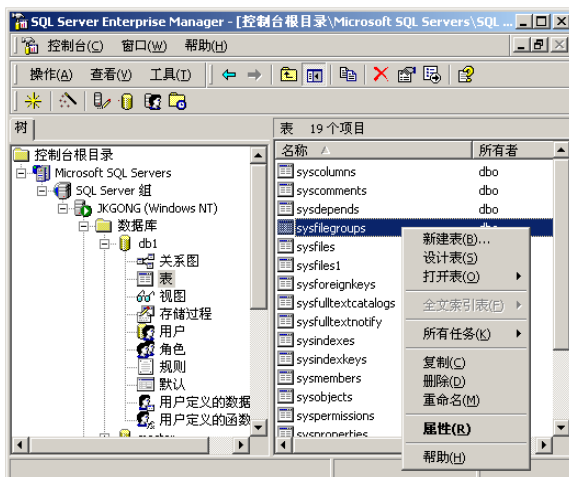 SQL Server Enterprise Manager - [控制台根目录\Microsoft SQL Servers\SQL ...
控制台(C) 窗口(W) 帮助(H)
操作(A) 查看(V) 工具(T)
树
表 19 个项目
控制台根目录
Microsoft SQL Servers
SQL Server 组
JKGONG (Windows NT)
数据库
db1
关系图
表
视图
存储过程
用户
角色
规则
默认
用户定义的数据
用户定义的函数
master
名称 所有者
syscolumns dbo
syscomments dbo
sysdepends dbo
sysfilegroups dbo
sysfiles
sysfiles1
sysforeignkeys
sysfulltextcatalogs
sysfulltextnotify
sysindexes
sysindexkeys
sysmembers
sysobjects
syspermissions
sysproperties
新建表(B)...
设计表(S)
打开表(O)
全文索引表(F)
所有任务(K)
复制(C)
删除(D)
重命名(M)
属性(R)
帮助(H)